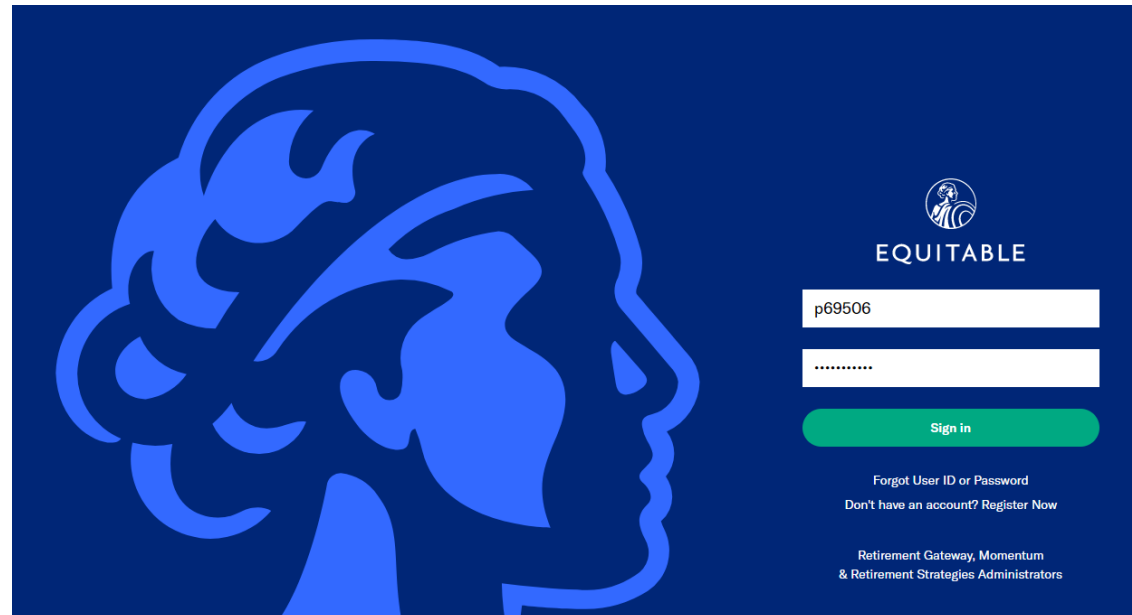 EQUITABLE
p69506
•••••••••••
Sign in
Forgot User ID or Password
Don't have an account? Register Now
Retirement Gateway, Momentum
& Retirement Strategies Administrators